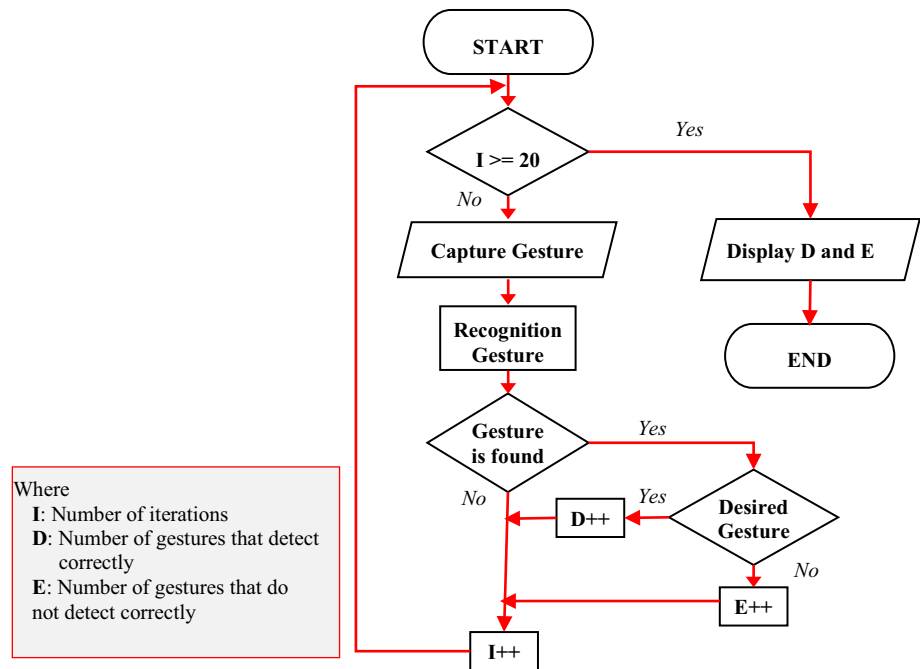 START
I >= 20
Yes
No
Capture Gesture
Display D and E
Recognition
Gesture
END
Gesture
is found
Yes
No
Desired
Gesture
Yes
D++
No
E++
I++
Where
I: Number of iterations
D: Number of gestures that detect
correctly
E: Number of gestures that do
not detect correctly